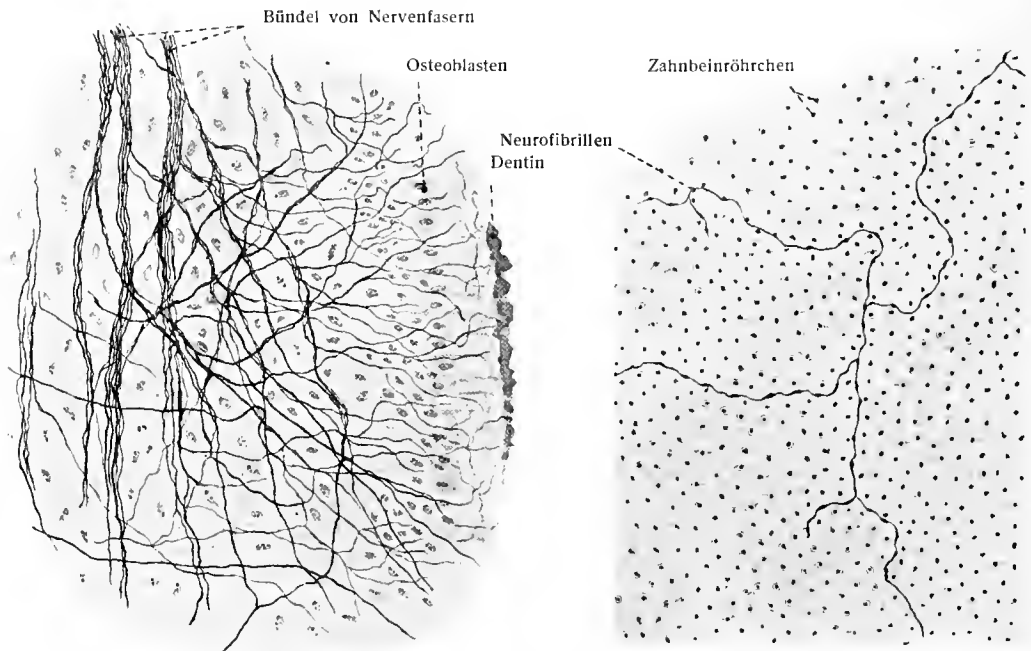 Bündel von Nervenfasern
Osteoblasten
Zahnbeinröhrchen
Neurofibrillen
Dentin